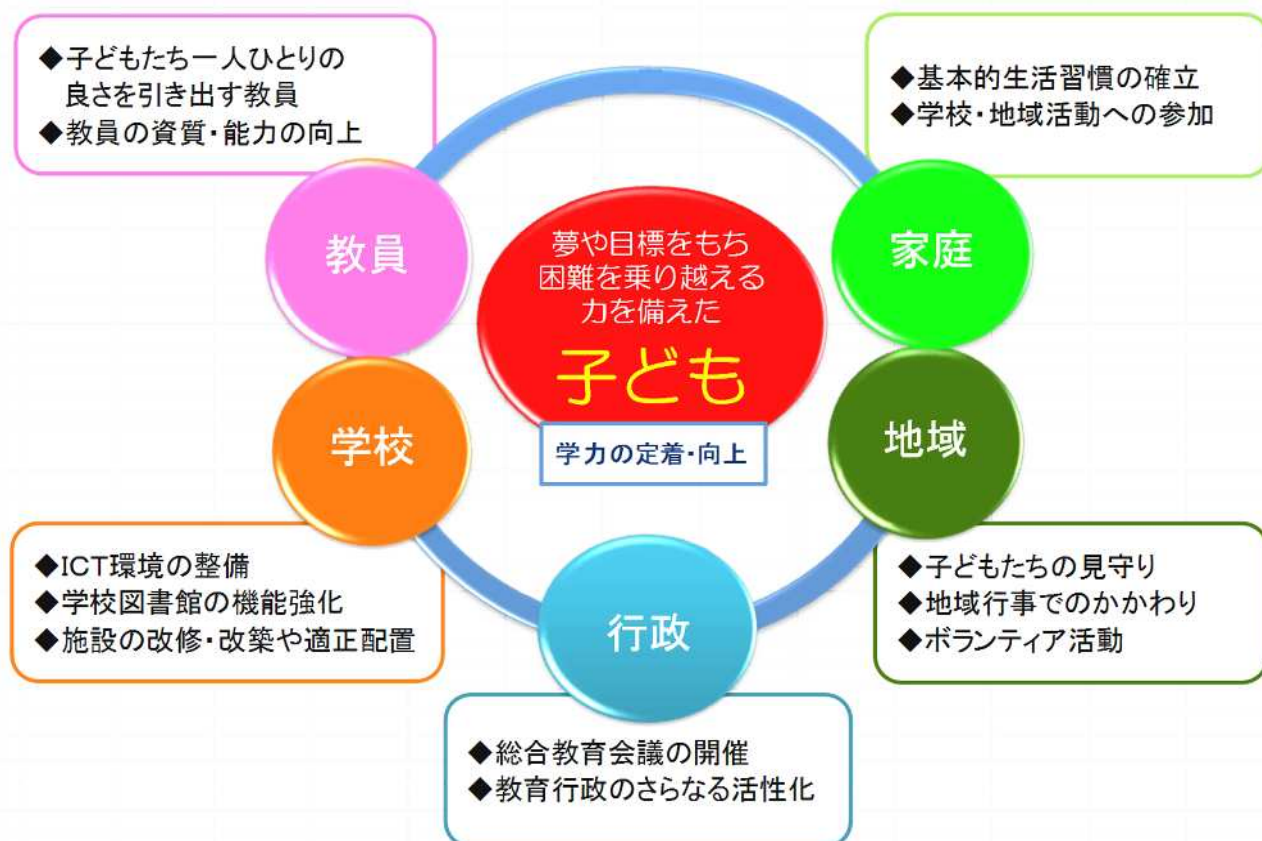 ◆子どもたち一人ひとりの
良さを引き出す教員
◆教員の資質・能力の向上
教員
◆基本的生活習慣の確立
◆学校・地域活動への参加
家庭
夢や目標をもち
困難を乗り越える
力を備えた
子ども
学力の定着・向上
学校
◆ICT環境の整備
◆学校図書館の機能強化
◆施設の改修・改築や適正配置
地域
◆子どもたちの見守り
◆地域行事でのかかわり
◆ボランティア活動
行政
◆総合教育会議の開催
◆教育行政のさらなる活性化